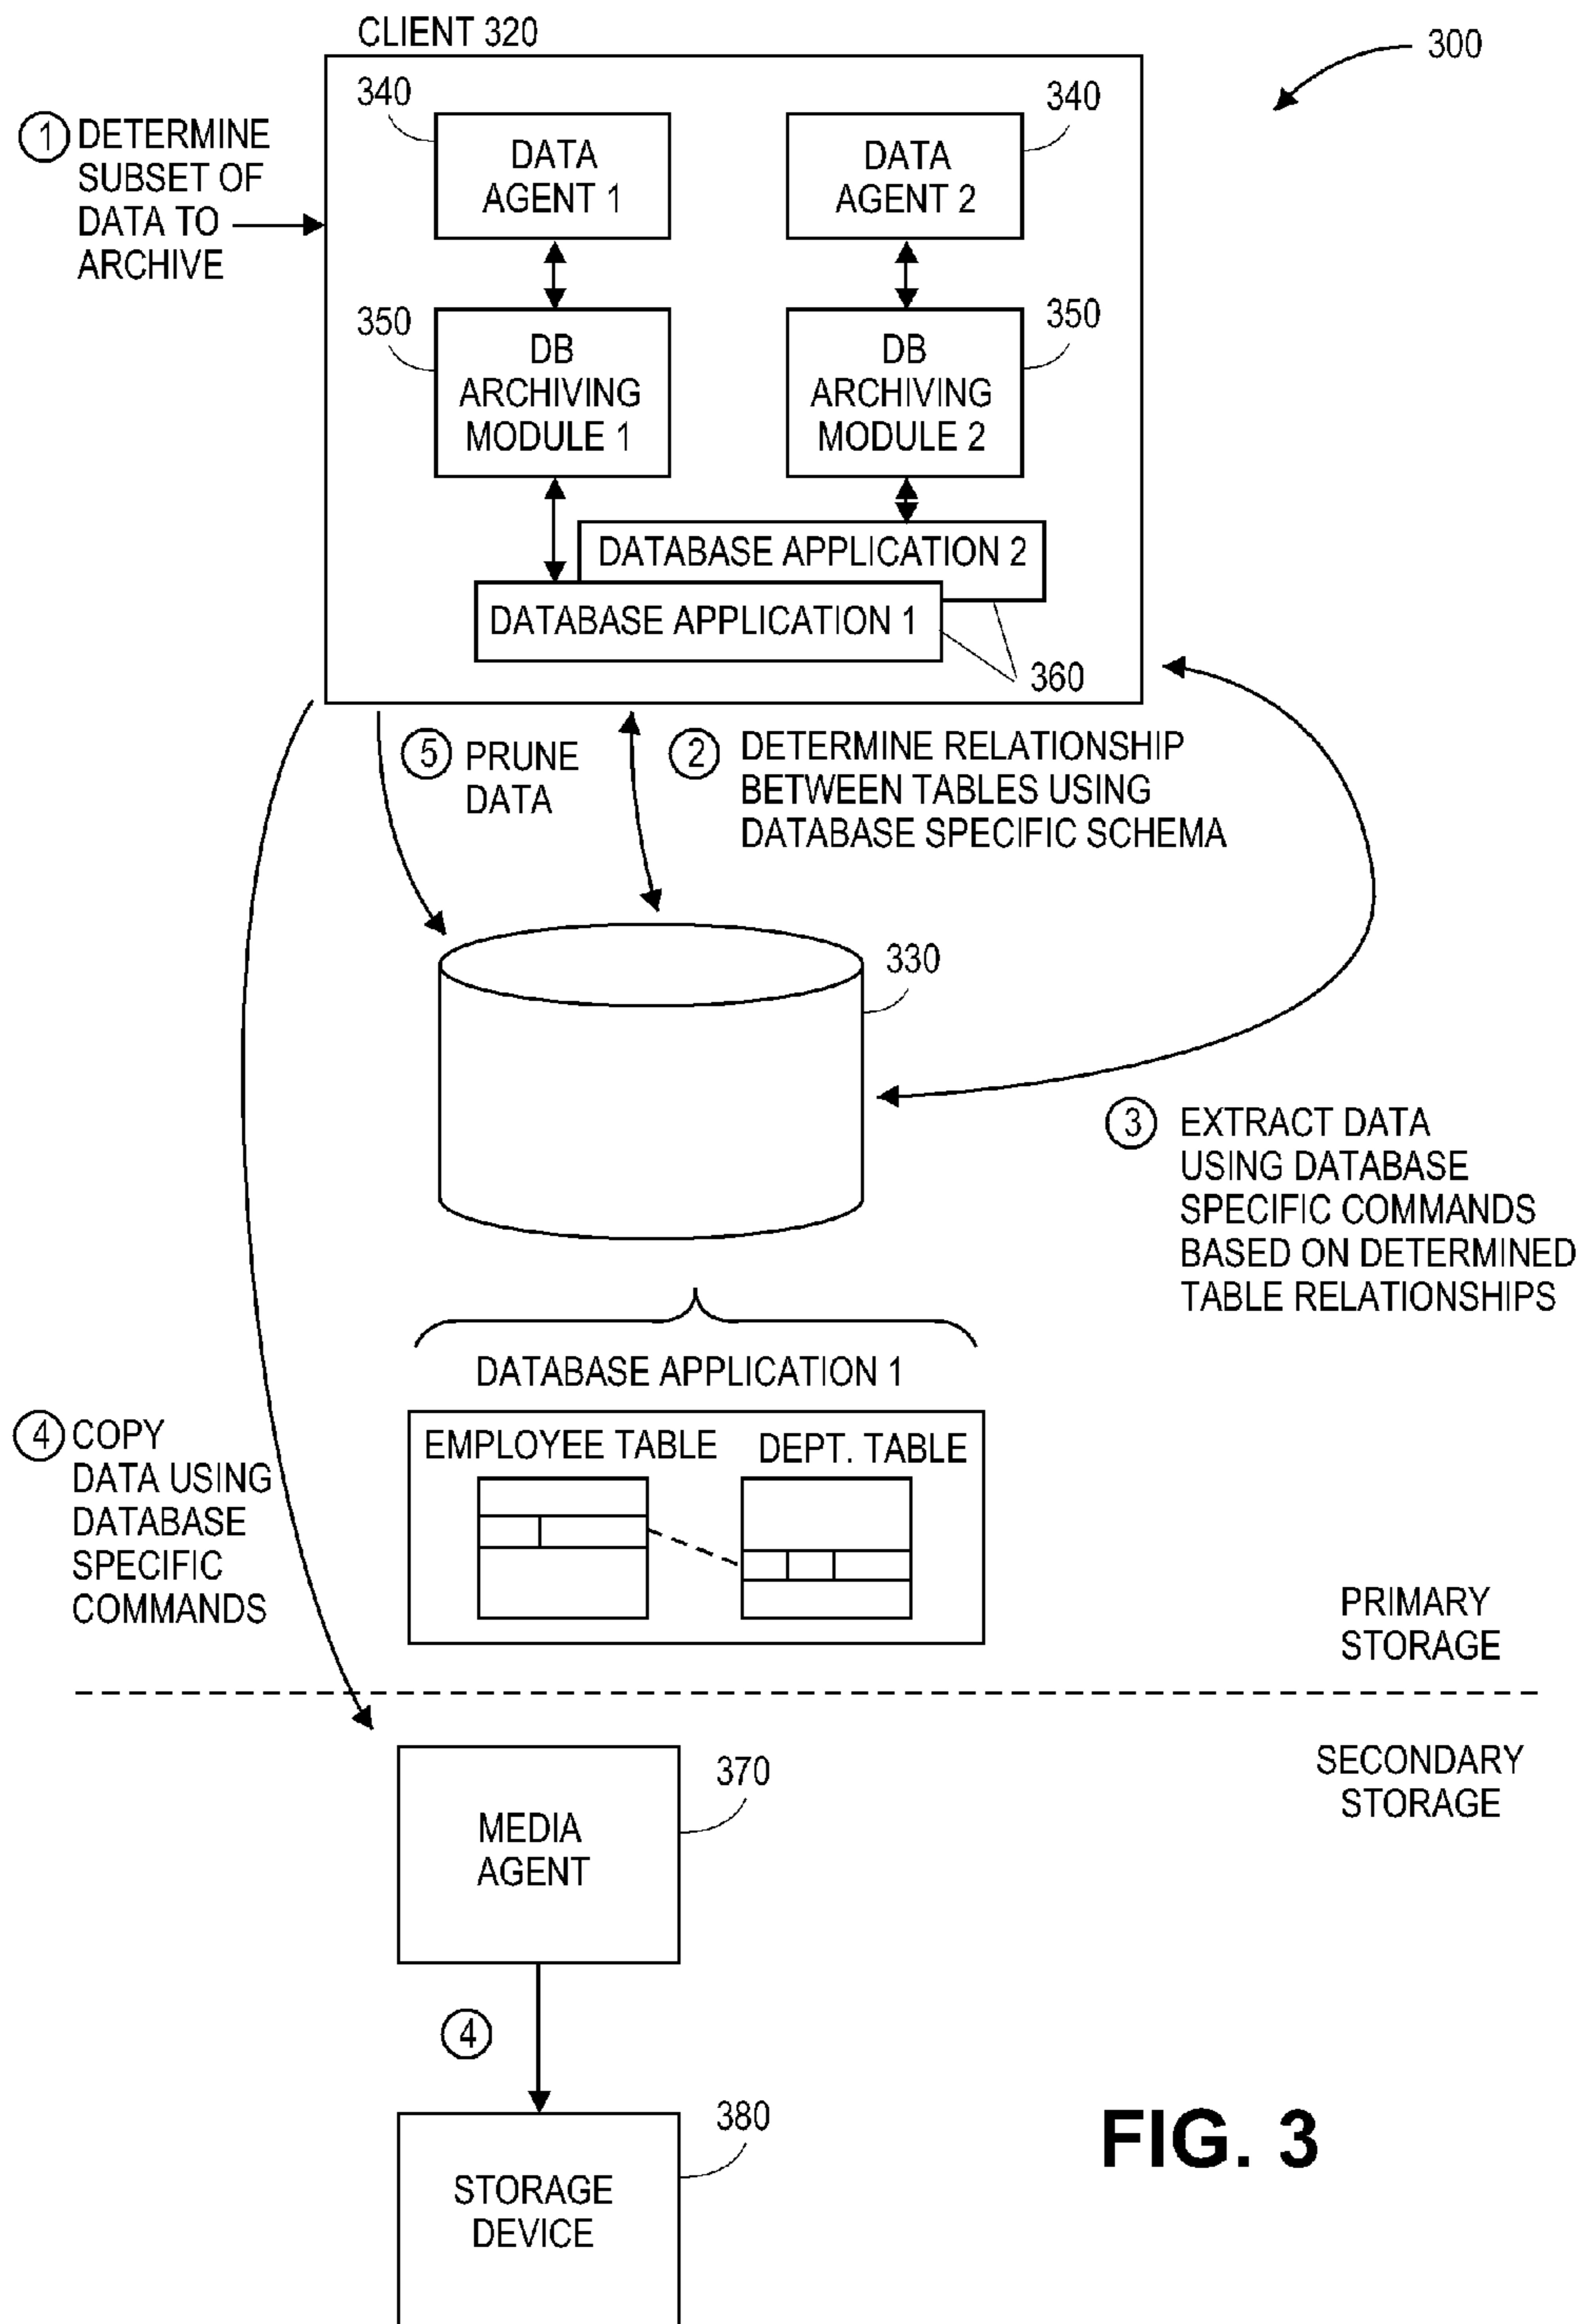 CLIENT 320
300
340
340
① DETERMINE
SUBSET OF
DATA TO
ARCHIVE
DATA
AGENT 1
DATA
AGENT 2
350
350
DB
ARCHIVING
MODULE 1
DB
ARCHIVING
MODULE 2
DATABASE APPLICATION 2
DATABASE APPLICATION 1
360
⑤ PRUNE
DATA
② DETERMINE RELATIONSHIP
BETWEEN TABLES USING
DATABASE SPECIFIC SCHEMA
330
③ EXTRACT DATA
USING DATABASE
SPECIFIC COMMANDS
BASED ON DETERMINED
TABLE RELATIONSHIPS
DATABASE APPLICATION 1
EMPLOYEE TABLE
DEPT. TABLE
④ COPY
DATA USING
DATABASE
SPECIFIC
COMMANDS
PRIMARY
STORAGE
SECONDARY
STORAGE
370
MEDIA
AGENT
④
380
STORAGE
DEVICE
FIG. 3